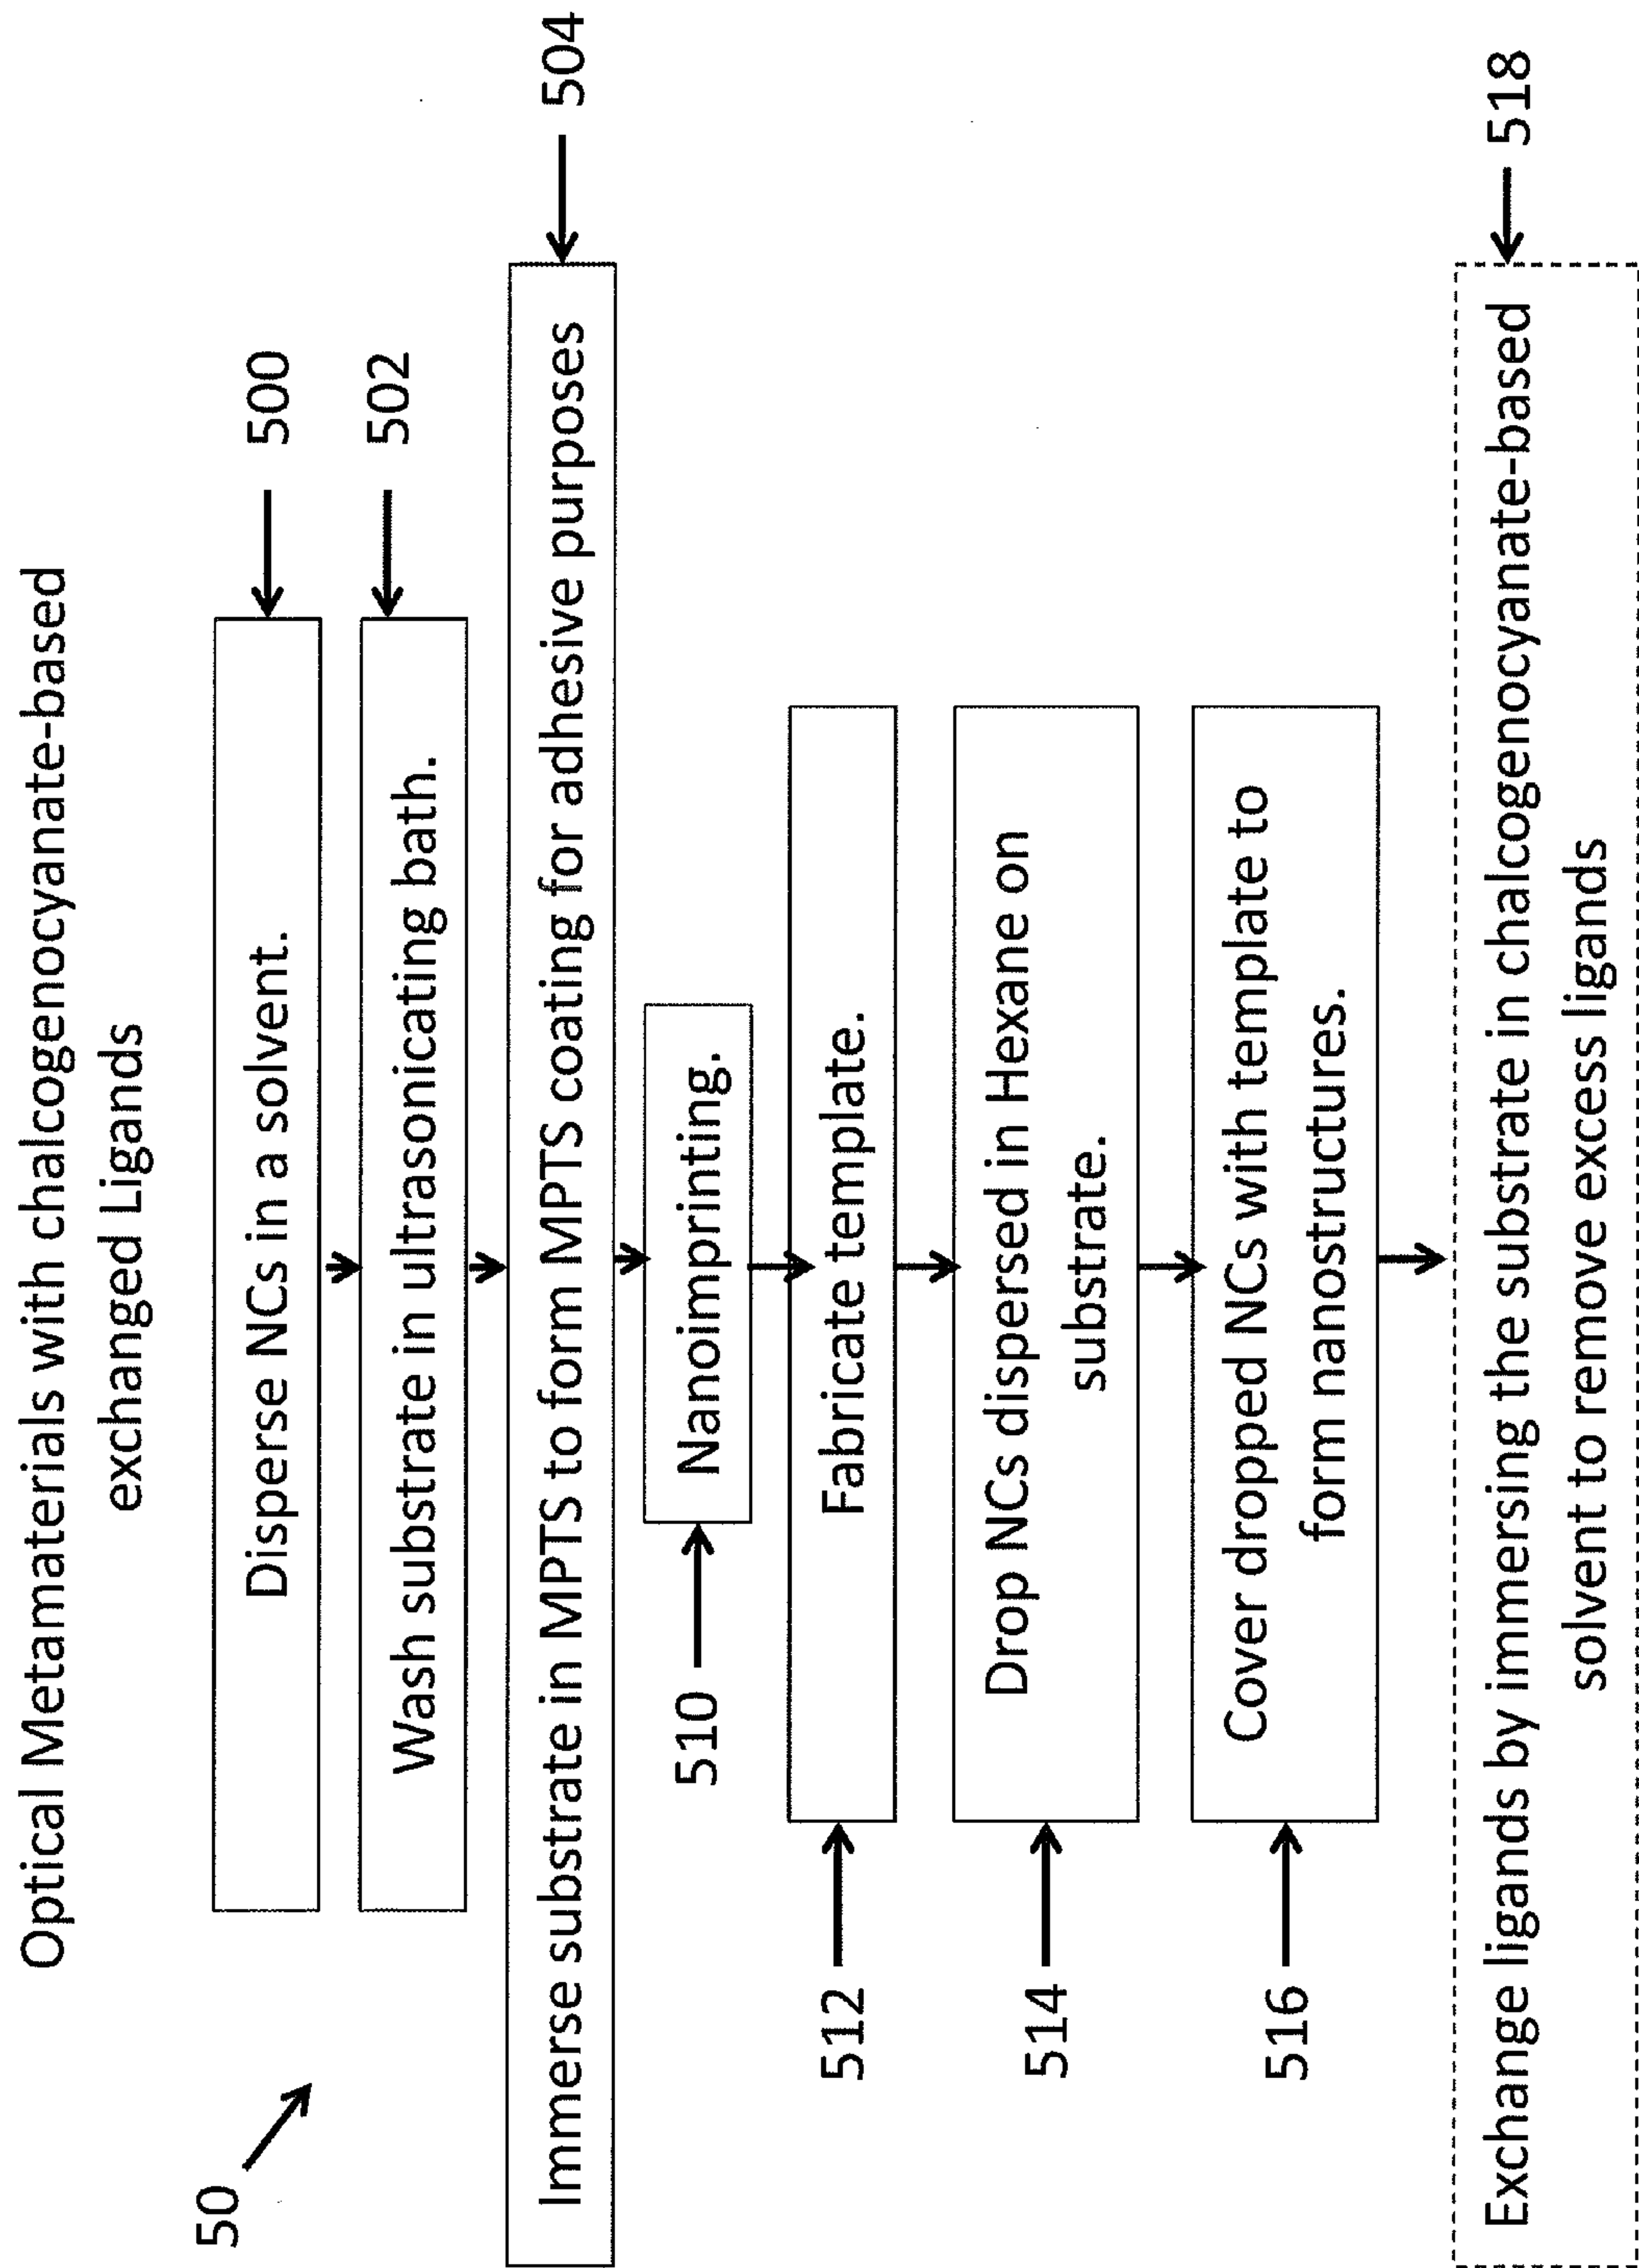 Optical Metamaterials with chalcogenocyanate-based
exchanged Ligands
50
Disperse NCs in a solvent.
500
Wash substrate in ultrasonicating bath.
502
Immerse substrate in MPTS to form MPTS coating for adhesive purposes
504
510
Nanoimprinting.
512
Fabricate template.
514
Drop NCs dispersed in Hexane on
substrate.
516
Cover dropped NCs with template to
form nanostructures.
Exchange ligands by immersing the substrate in chalcogenocyanate-based
solvent to remove excess ligands
518